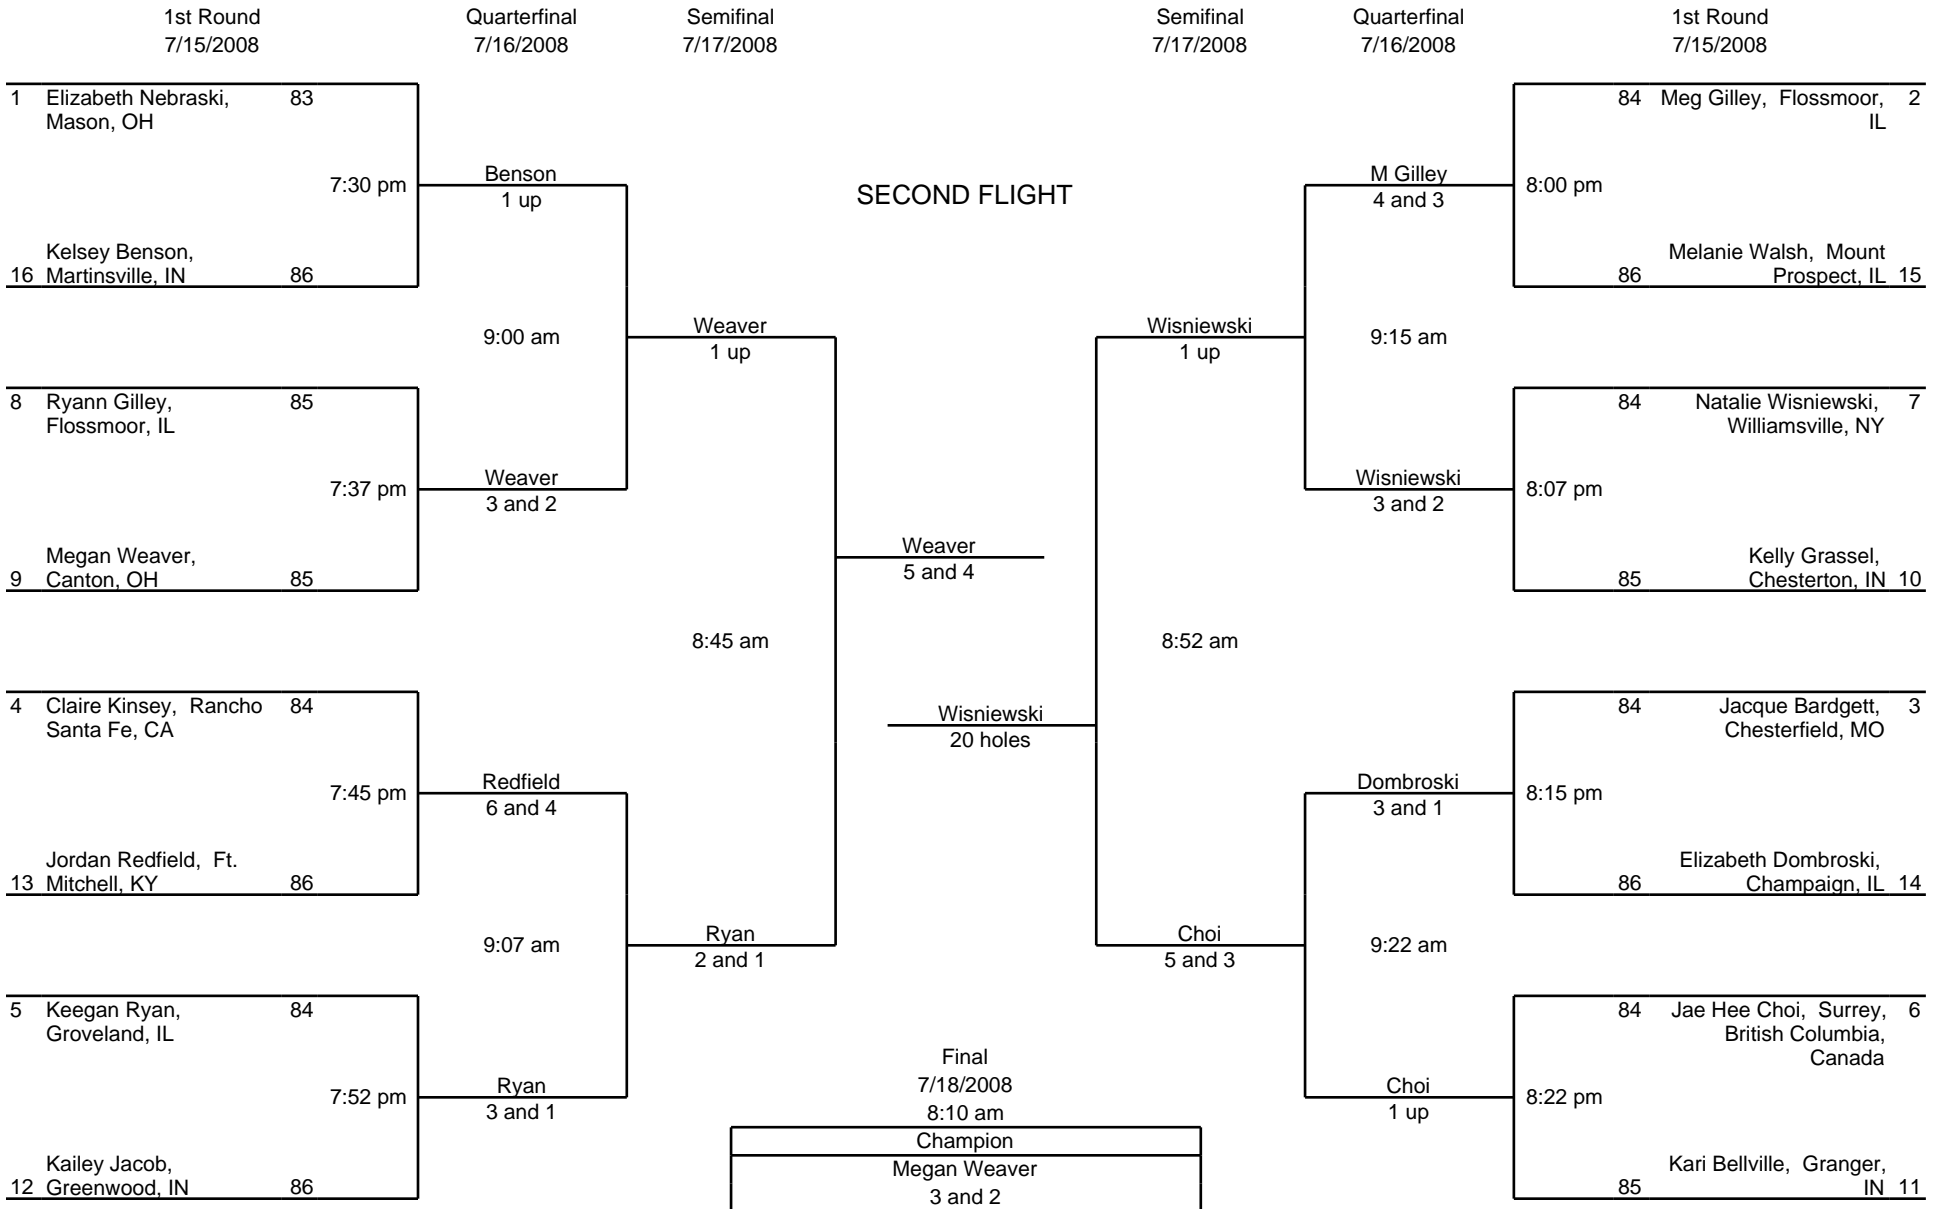 1st Round
7/15/2008
Quarterfinal
7/16/2008
Semifinal
7/17/2008
Semifinal
7/17/2008
Quarterfinal
7/16/2008
1st Round
7/15/2008
1 Elizabeth Nebraski, 83
Mason, OH
7:30 pm
Kelsey Benson,
16 Martinsville, IN 86
8 Ryann Gilley, 85
Flossmoor, IL
7:37 pm
Megan Weaver,
9 Canton, OH 85
4 Claire Kinsey, Rancho 84
Santa Fe, CA
7:45 pm
Jordan Redfield, Ft.
13 Mitchell, KY 86
5 Keegan Ryan, 84
Groveland, IL
7:52 pm
Kailey Jacob,
12 Greenwood, IN 86
Benson
1 up
9:00 am
Weaver
3 and 2
Redfield
6 and 4
9:07 am
Ryan
3 and 1
Weaver
1 up
8:45 am
Ryan
2 and 1
SECOND FLIGHT
Weaver
5 and 4
Wisniewski
20 holes
Final
7/18/2008
8:10 am
Champion
Megan Weaver
3 and 2
Wisniewski
1 up
8:52 am
Choi
5 and 3
M Gilley
4 and 3
9:15 am
Wisniewski
3 and 2
Dombroski
3 and 1
9:22 am
Choi
1 up
84 Meg Gilley, Flossmoor, 2
IL
8:00 pm
Melanie Walsh, Mount
86 Prospect, IL 15
84 Natalie Wisniewski, 7
Williamsville, NY
8:07 pm
Kelly Grassel,
85 Chesterton, IN 10
84 Jacque Bardgett, 3
Chesterfield, MO
8:15 pm
Elizabeth Dombroski,
86 Champaign, IL 14
84 Jae Hee Choi, Surrey, 6
British Columbia,
Canada
8:22 pm
Kari Bellville, Granger,
85 IN 11